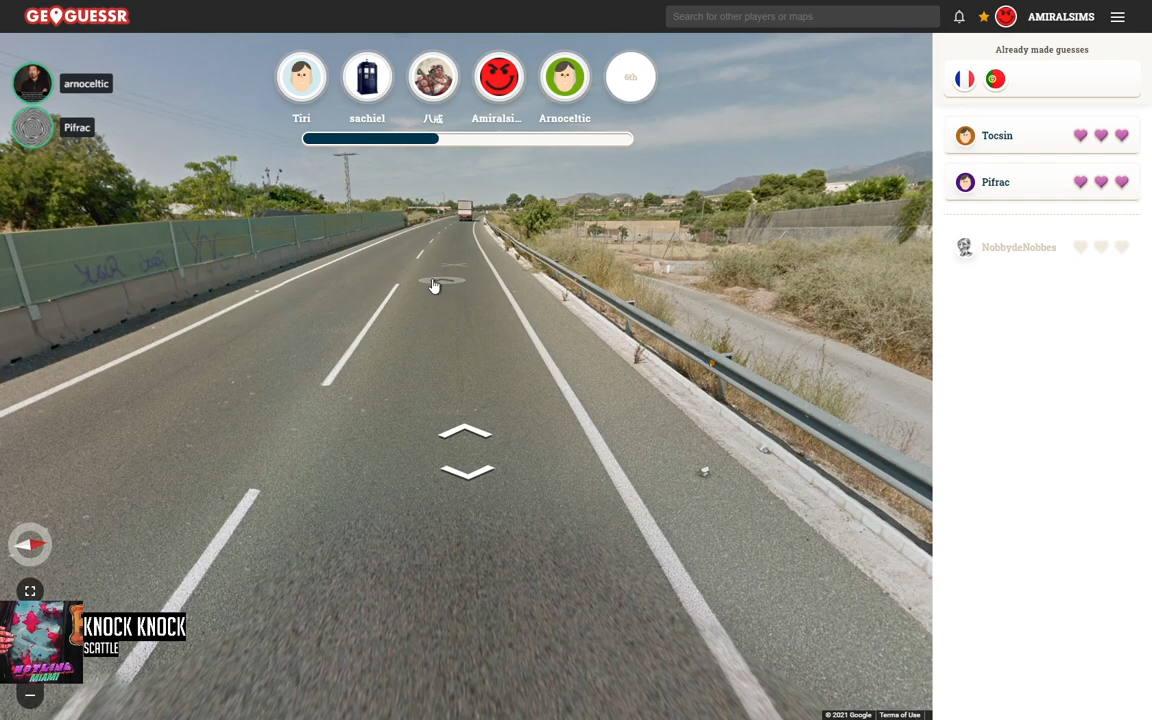 GEOGUESSR
Search for other players or maps
AMIRALSIMS
Already made guesses
arnoceltic
Pifrac
6th
Tiri
sachiel
八戒
Amiralsi...
Arnoceltic
Tocsin
Pifrac
NobbydeNobbes
KNOCK KNOCK
SCATTLE
HOTLINE
MIAMI
© 2021 Google
Terms of Use